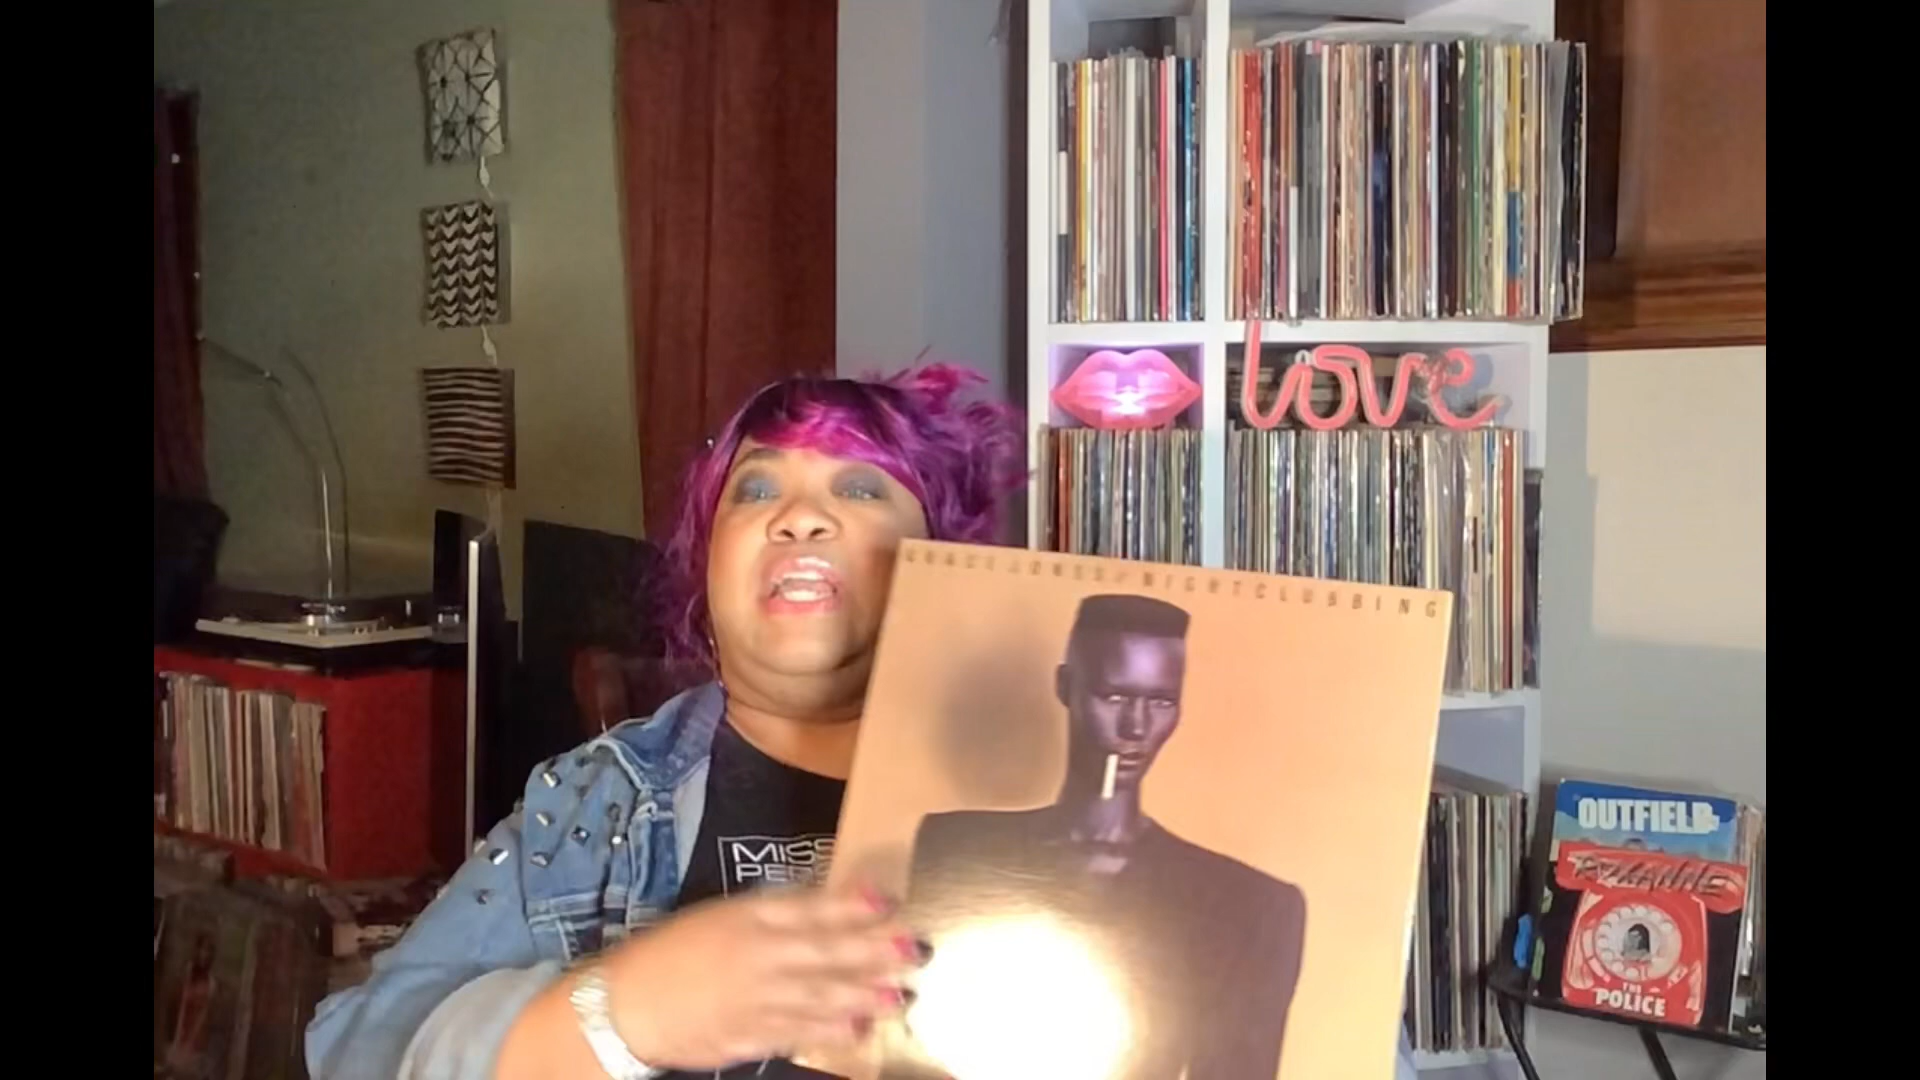 GRACE JONES/NIGHTCLUBBING
love
MISS
PER
OUTFIELD
ROXANNE
THE
POLICE